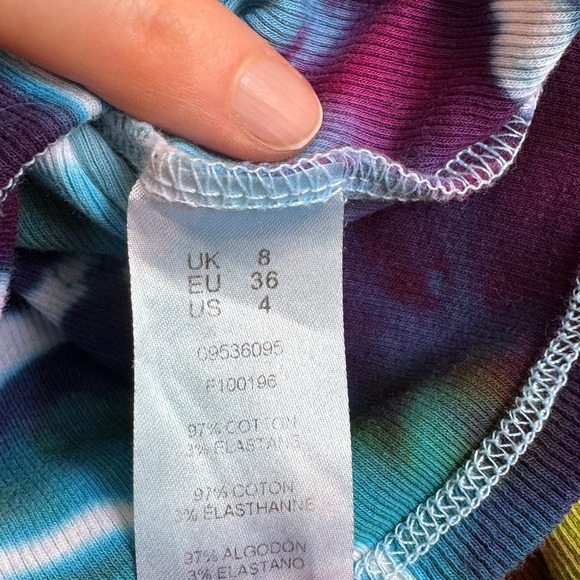 UK 8
EU 36
US 4
09536095
F100196
97% COTTON
3% ELASTANE
97% COTON
3% ÉLASTHANNE
97% ALGODÓN
3% ELASTANO